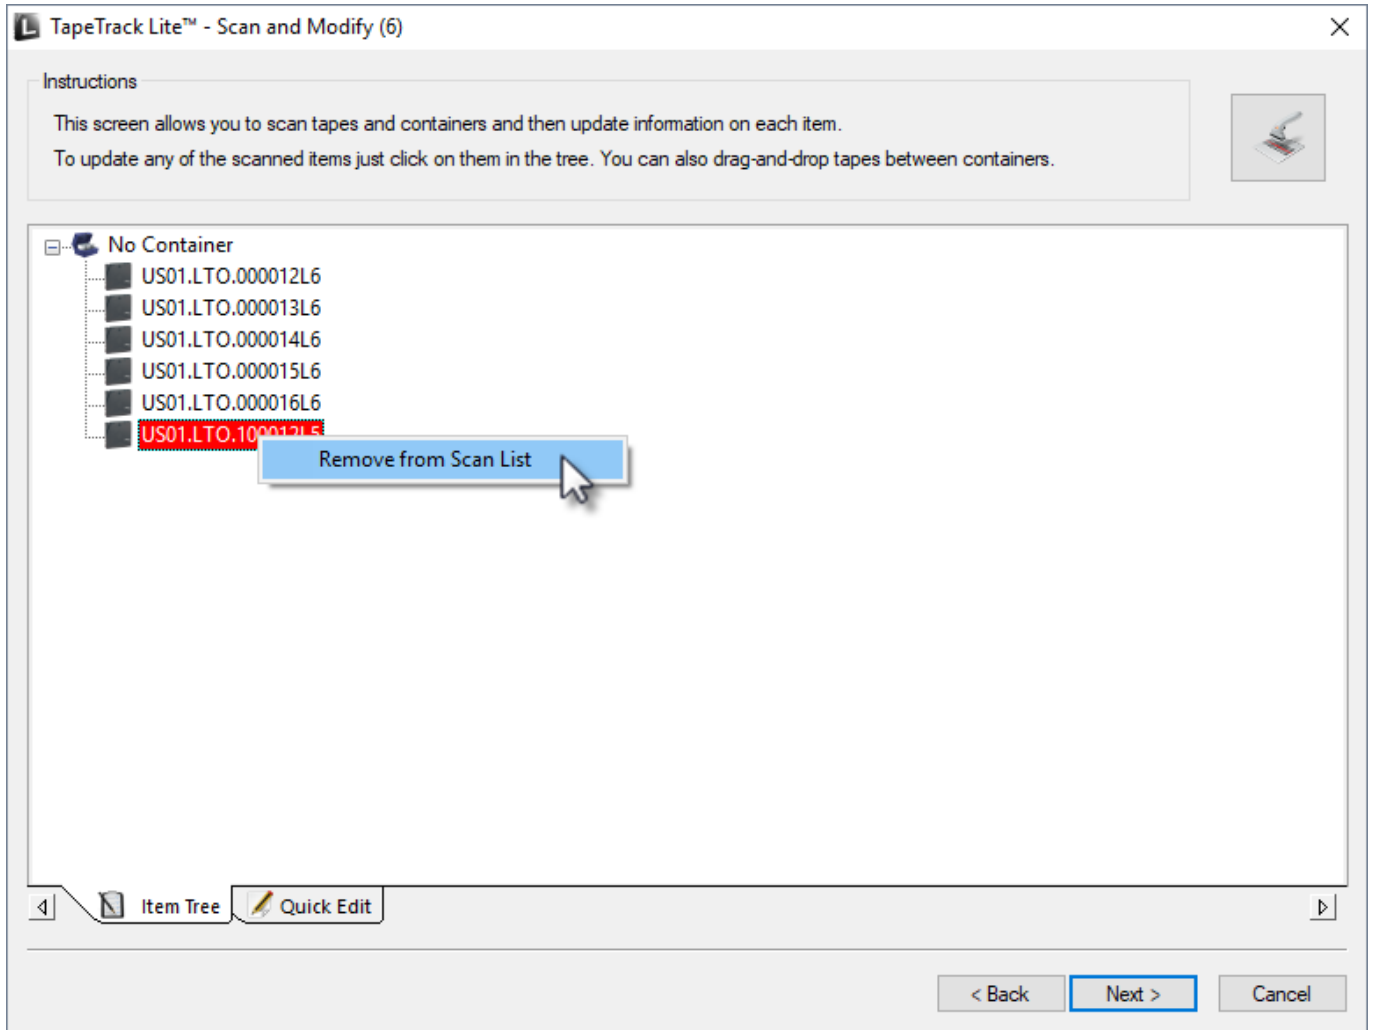 TapeTrack Lite™ - Scan and Modify (6)
Instructions
This screen allows you to scan tapes and containers and then update information on each item.
To update any of the scanned items just click on them in the tree. You can also drag-and-drop tapes between containers.
No Container
US01.LTO.000012L6
US01.LTO.000013L6
US01.LTO.000014L6
US01.LTO.000015L6
US01.LTO.000016L6
US01.LTO.100012L5
Remove from Scan List
Item Tree
Quick Edit
< Back
Next >
Cancel